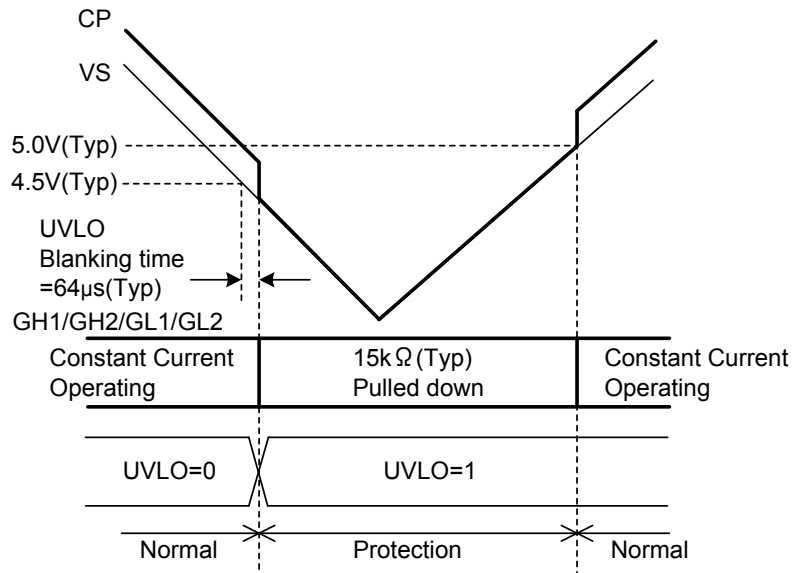 CP
VS
5.0V(Typ)
4.5V(Typ)
UVLO
Blanking time
=64µs(Typ)
GH1/GH2/GL1/GL2
Constant Current
Operating
15kΩ(Typ)
Pulled down
Constant Current
Operating
UVLO=0
UVLO=1
Normal
Protection
Normal